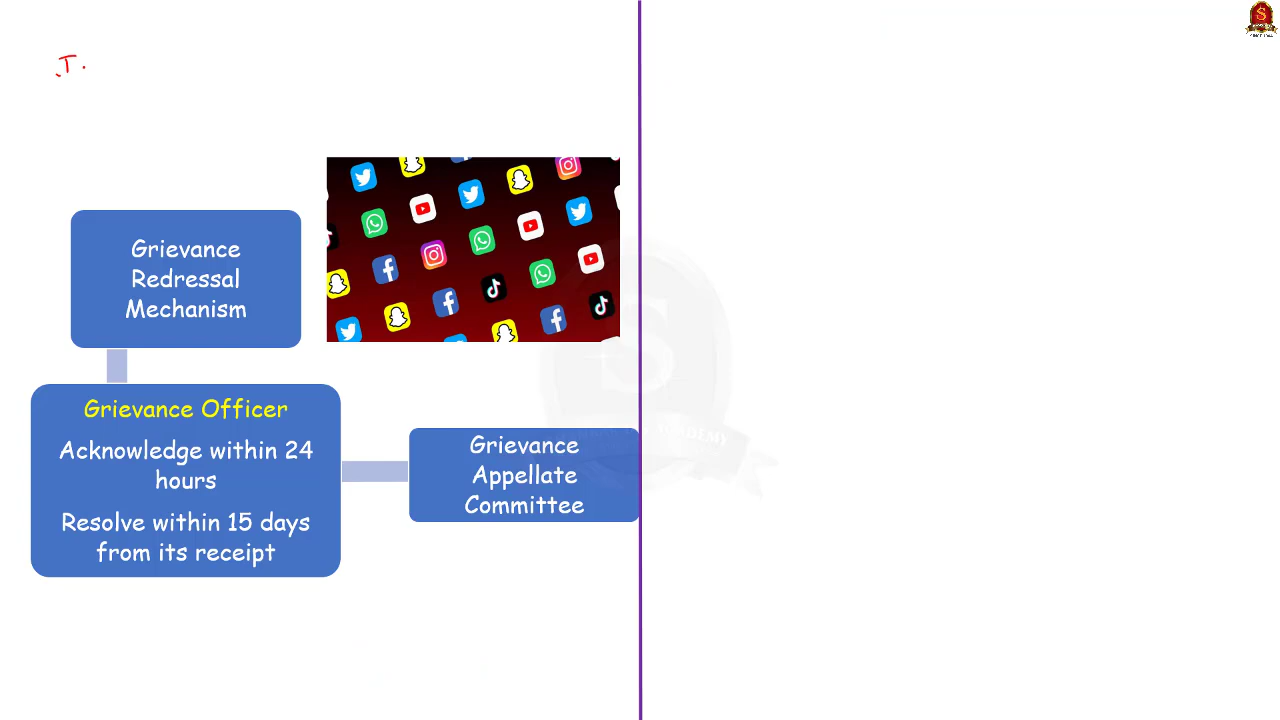 .T.
Grievance
Redressal
Mechanism
Grievance Officer
Acknowledge within 24
hours
Resolve within 15 days
from its receipt
Grievance
Appellate
Committee